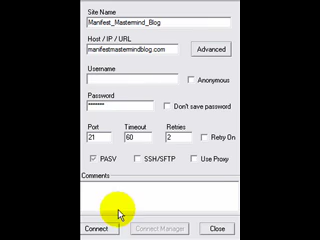 Site Name
Manifest_Mastermind_Blog
Host / IP / URL
manifestmastermindblog.com
Advanced
Username
Anonymous
Password
*******
Don't save password
Port
Timeout
Retries
21
60
2
Retry On
PASV
SSH/SFTP
Use Proxy
Comments
Connect
Connect Manager
Close